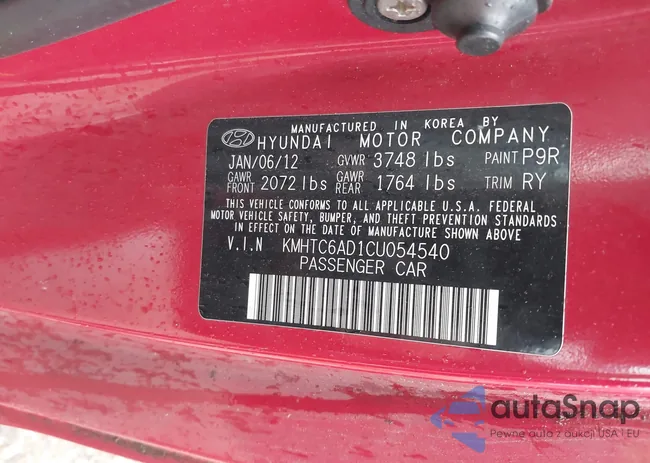 MANUFACTURED IN KOREA BY
HYUNDAI MOTOR COMPANY
JAN/06/12 GVWR 3748 lbs PAINT P9R
GAWR FRONT 2072 lbs GAWR REAR 1764 lbs TRIM RY
THIS VEHICLE CONFORMS TO ALL APPLICABLE U.S.A. FEDERAL
MOTOR VEHICLE SAFETY, BUMPER, AND THEFT PREVENTION STANDARDS
IN EFFECT ON THE DATE OF MANUFACTURE SHOWN ABOVE.
V.I.N KMHTC6AD1CU054540
PASSENGER CAR
autaSnap
Pewne auto z aukcji USA i EU